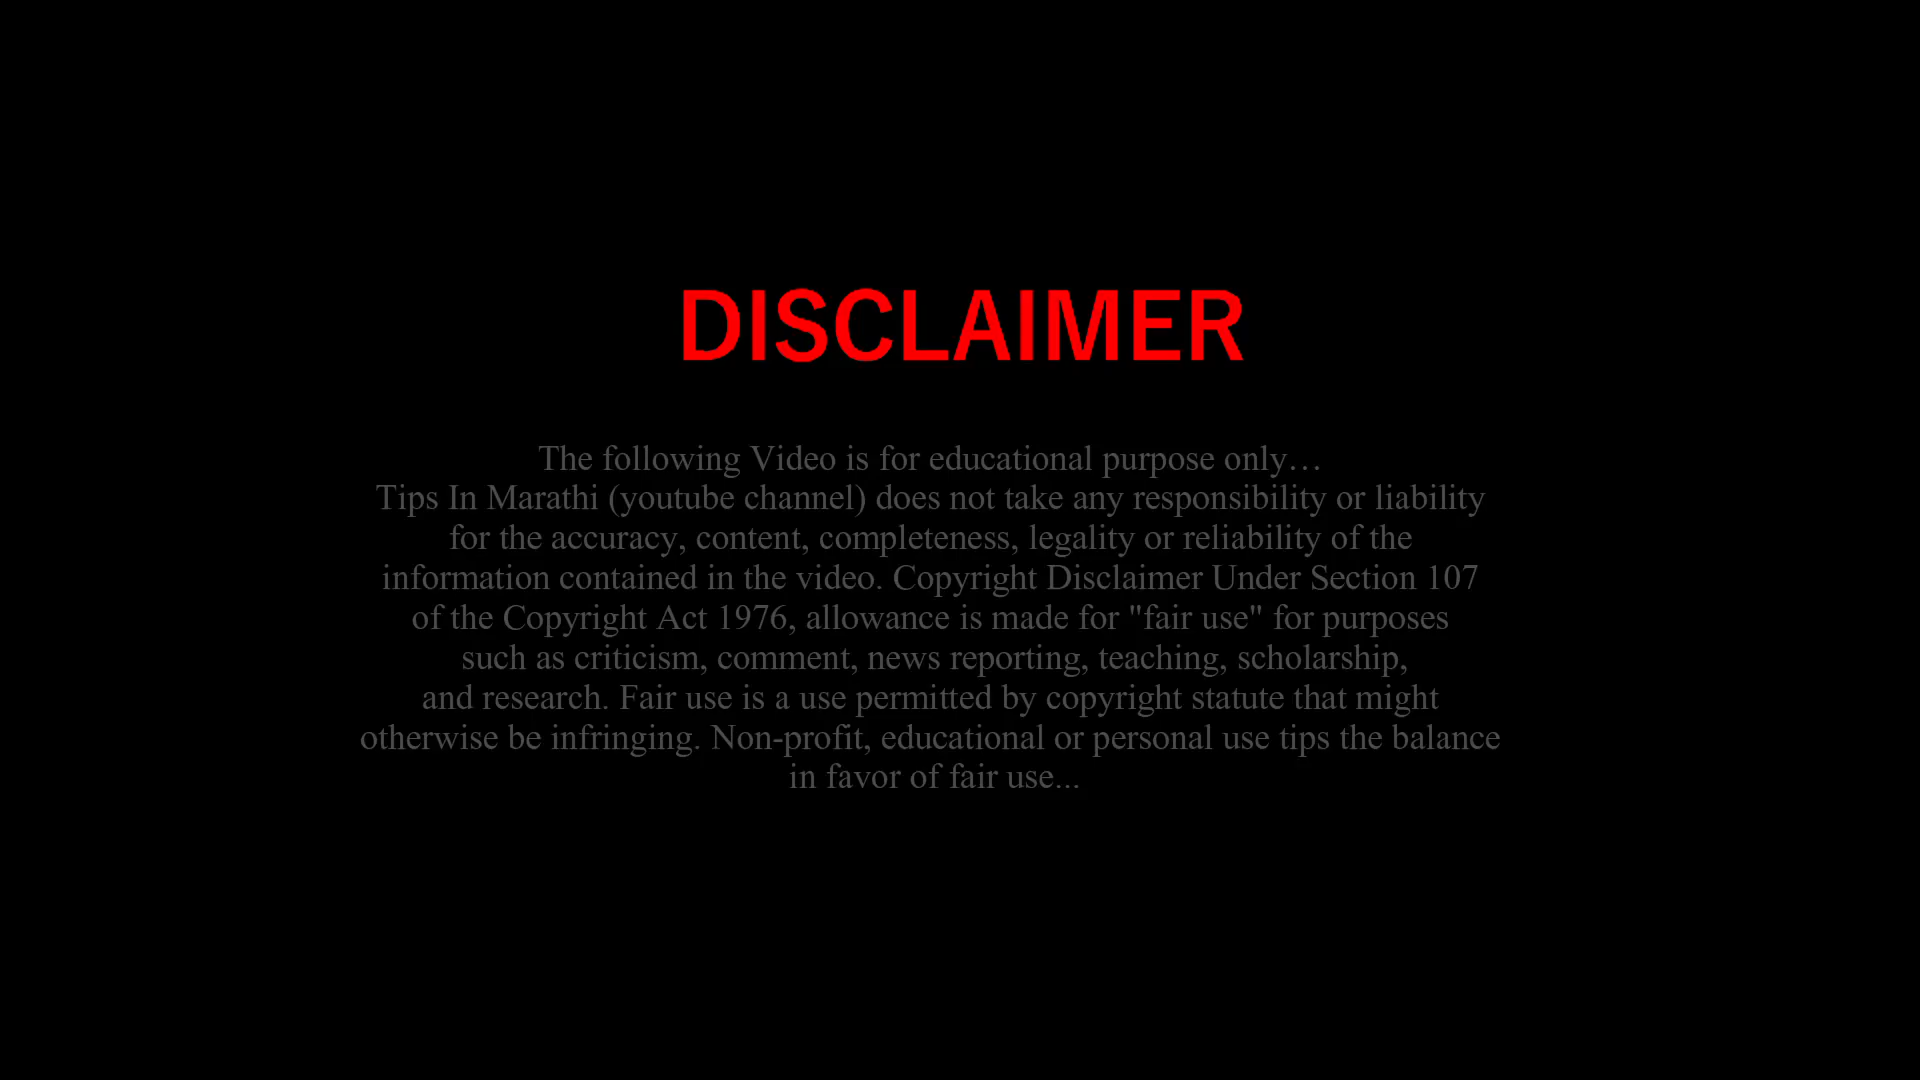 DISCLAIMER
The following Video is for educational purpose only…
Tips In Marathi (youtube channel) does not take any responsibility or liability
for the accuracy, content, completeness, legality or reliability of the
information contained in the video. Copyright Disclaimer Under Section 107
of the Copyright Act 1976, allowance is made for "fair use" for purposes
such as criticism, comment, news reporting, teaching, scholarship,
and research. Fair use is a use permitted by copyright statute that might
otherwise be infringing. Non-profit, educational or personal use tips the balance
in favor of fair use...